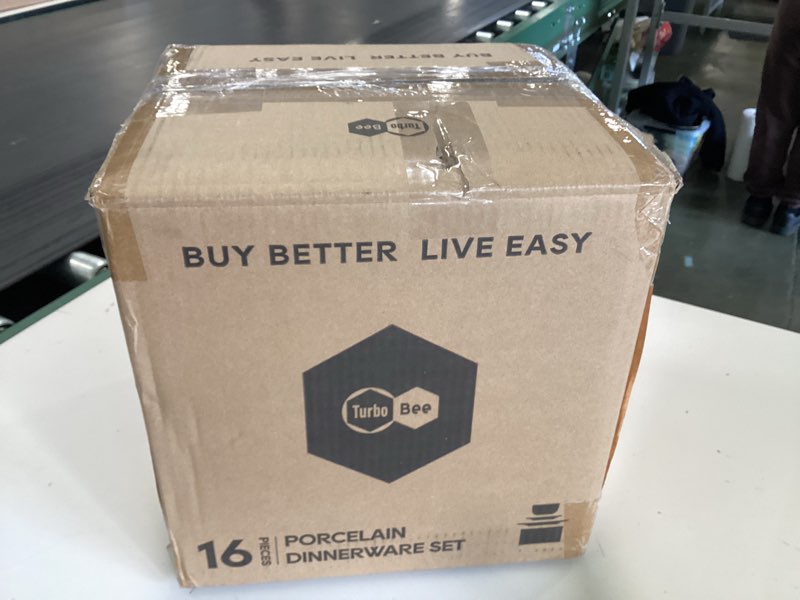 BUY BETTER LIVE EASY
Turbo Bee
BUY BETTER LIVE EASY
Turbo Bee
16 PIECES
PORCELAIN
DINNERWARE SET